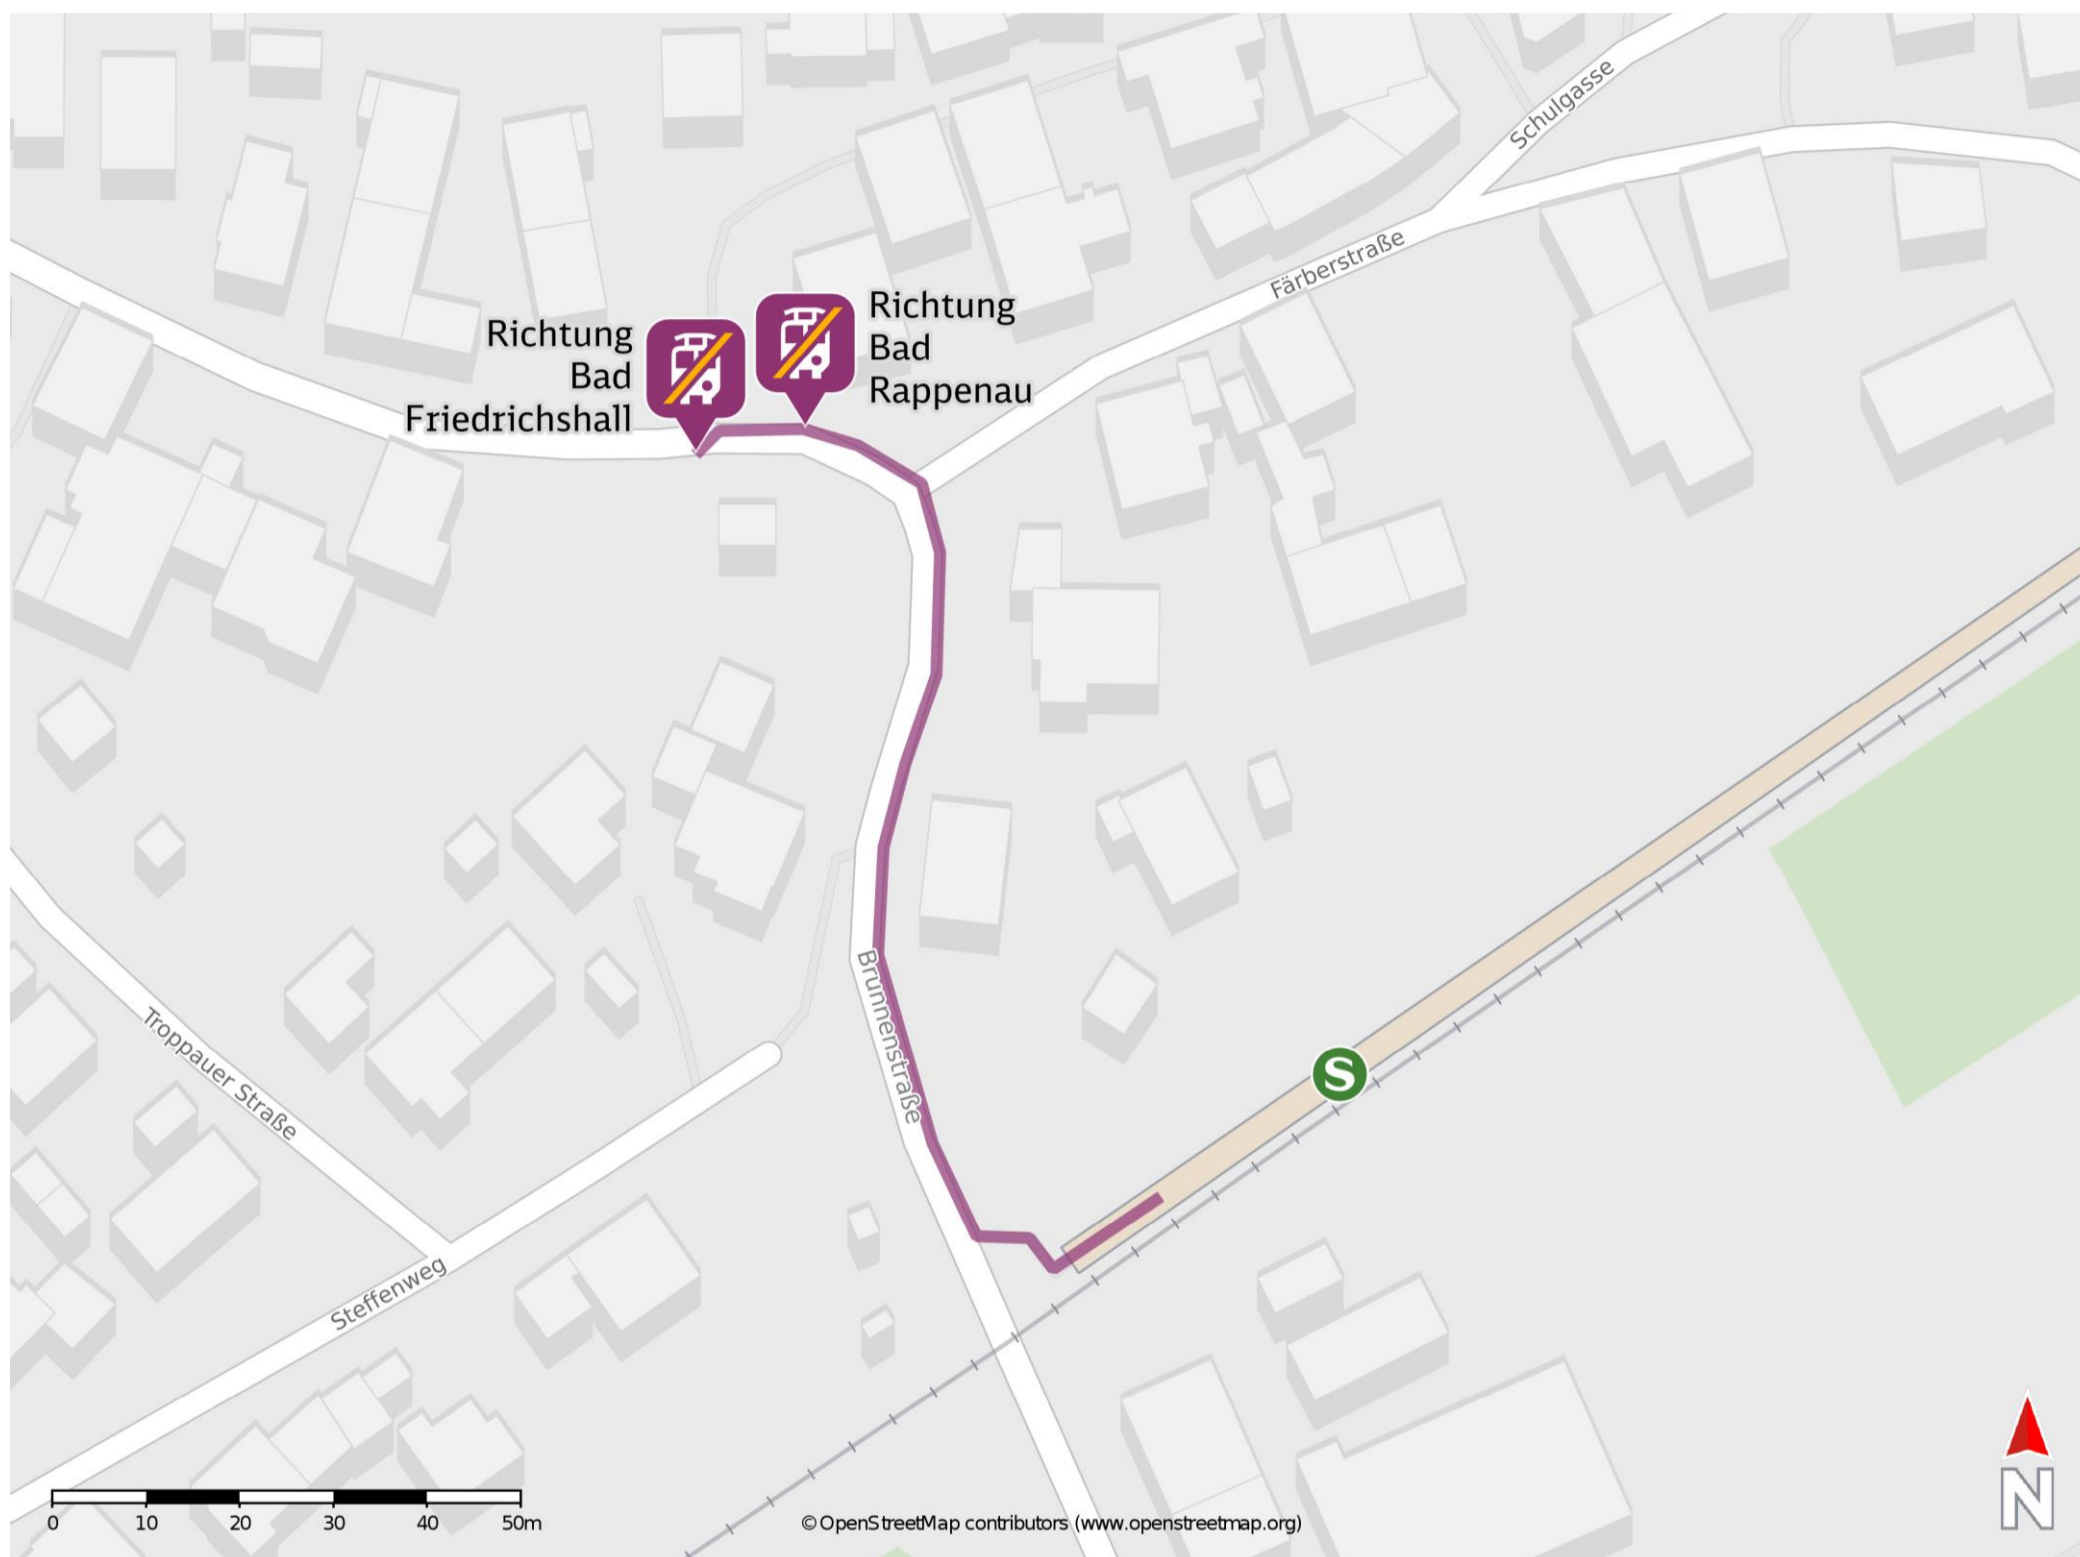 Schulgasse
Färberstraße
Richtung
Bad
Friedrichshall
Richtung
Bad
Rappenau
Brunnenstraße
S
Troppauer Straße
Steffenweg
0 10 20 30 40 50m
© OpenStreetMap contributors (www.openstreetmap.org)
N